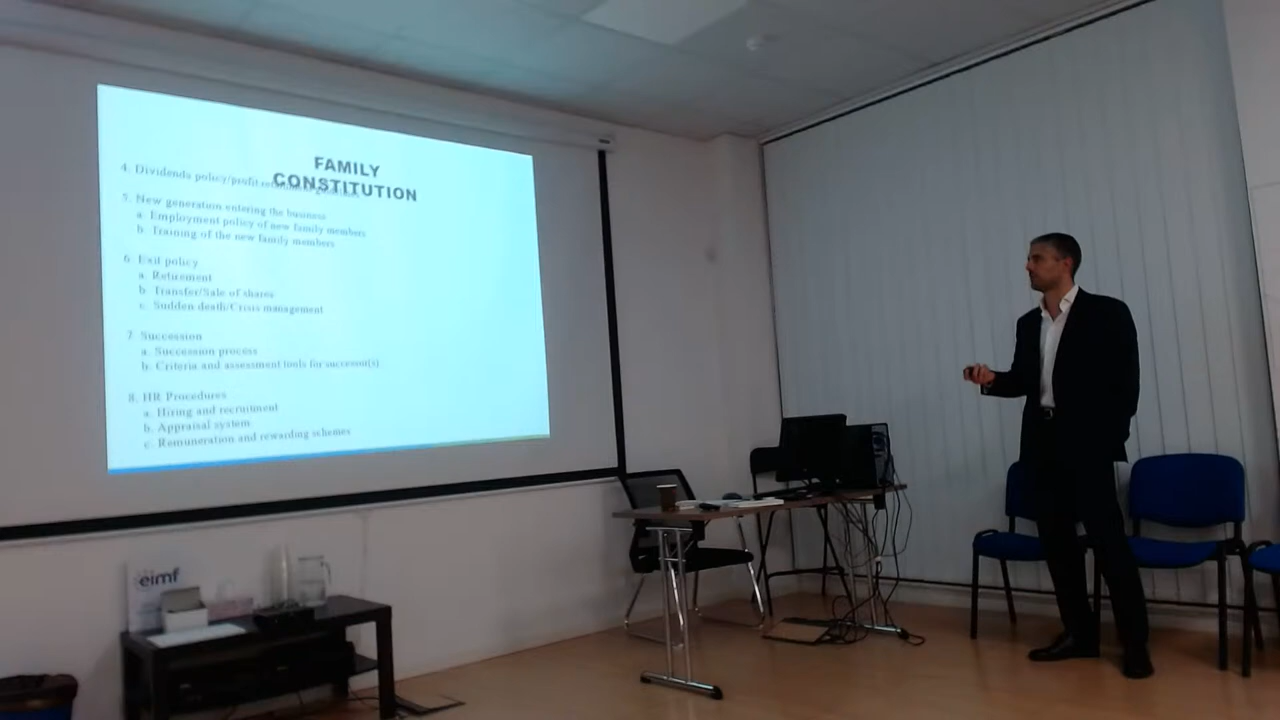 FAMILY
CONSTITUTION
4. Dividends policy/profit
5. New generation entering the business
a. Employment policy of new family members
b. Training of the new family members
6. Exit policy
a. Retirement
b. Transfer/Sale of shares
c. Sudden death/Crisis management
7. Succession
a. Succession process
b. Criteria and assessment tools for successor(s)
8. HR Procedures
a. Hiring and recruitment
b. Appraisal system
c. Remuneration and rewarding schemes
eimf